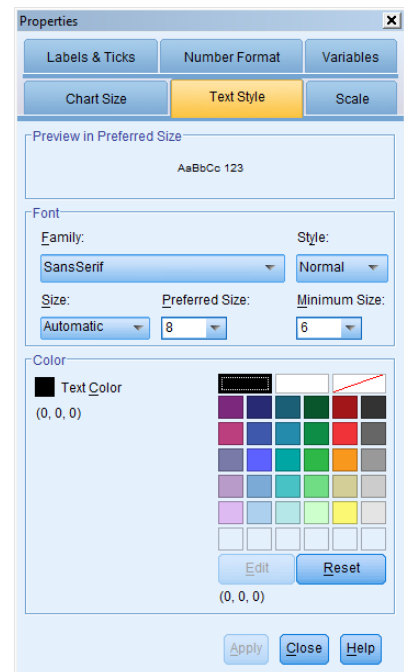 Properties
Labels & Ticks Number Format Variables
Chart Size Text Style Scale
Preview in Preferred Size
AaBbCc 123
Font
Family: Style:
SansSerif Normal
Size: Preferred Size: Minimum Size:
Automatic 8 6
Color
Text Color
(0, 0, 0)
Edit Reset
(0, 0, 0)
Apply Close Help